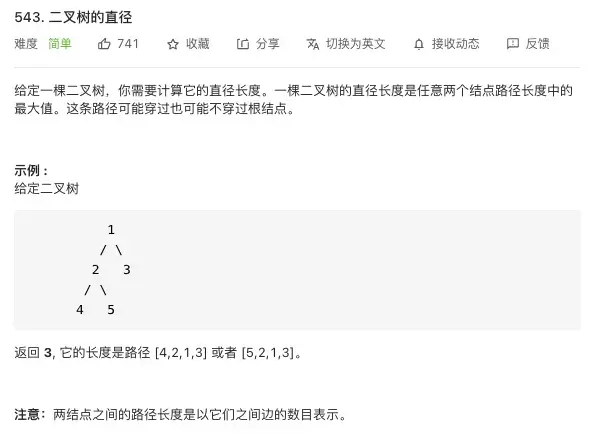 543. 二叉树的直径
难度 简单 741 收藏 分享 切换为英文 接收动态 反馈
给定一棵二叉树，你需要计算它的直径长度。一棵二叉树的直径长度是任意两个结点路径长度中的
最大值。这条路径可能穿过也可能不穿过根结点。
示例 :
给定二叉树
1
/ \
2 3
/ \
4 5
返回 3, 它的长度是路径 [4,2,1,3] 或者 [5,2,1,3]。
注意：两结点之间的路径长度是以它们之间边的数目表示。